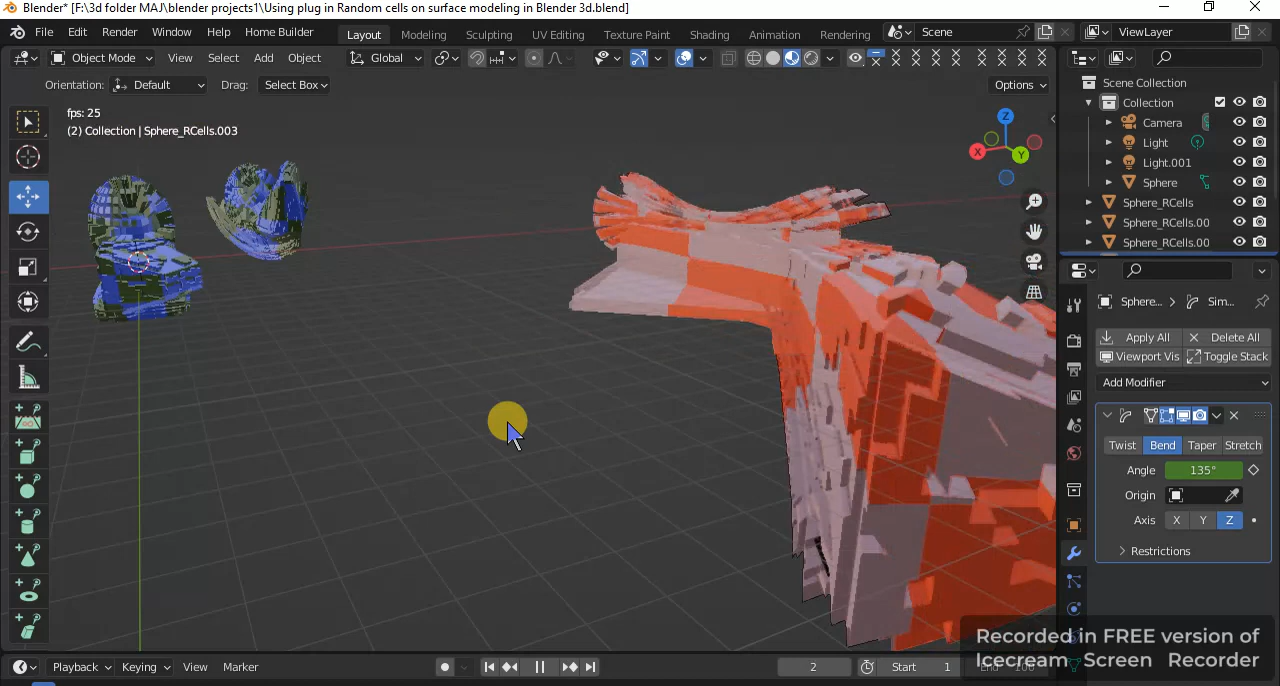 Blender* [F:\3d folder MAJ\blender projects1\Using plug in Random cells on surface modeling in Blender 3d.blend]
File Edit Render Window Help Home Builder Layout Modeling Sculpting UV Editing Texture Paint Shading Animation Rendering Scene ViewLayer
Object Mode View Select Add Object Global
Orientation: Default Drag: Select Box Options
fps: 25
(2) Collection | Sphere_RCells.003
Z
X
Y
Scene Collection
Collection
Camera
Light
Light.001
Sphere
Sphere_RCells
Sphere_RCells.00
Sphere_RCells.00
Sphere... Sim...
Apply All Delete All
Viewport Vis Toggle Stack
Add Modifier
Twist Bend Taper Stretch
Angle 135°
Origin
Axis X Y Z
Restrictions
Recorded in FREE version of
Icecream Screen Recorder
Playback Keying View Marker 2 Start 1